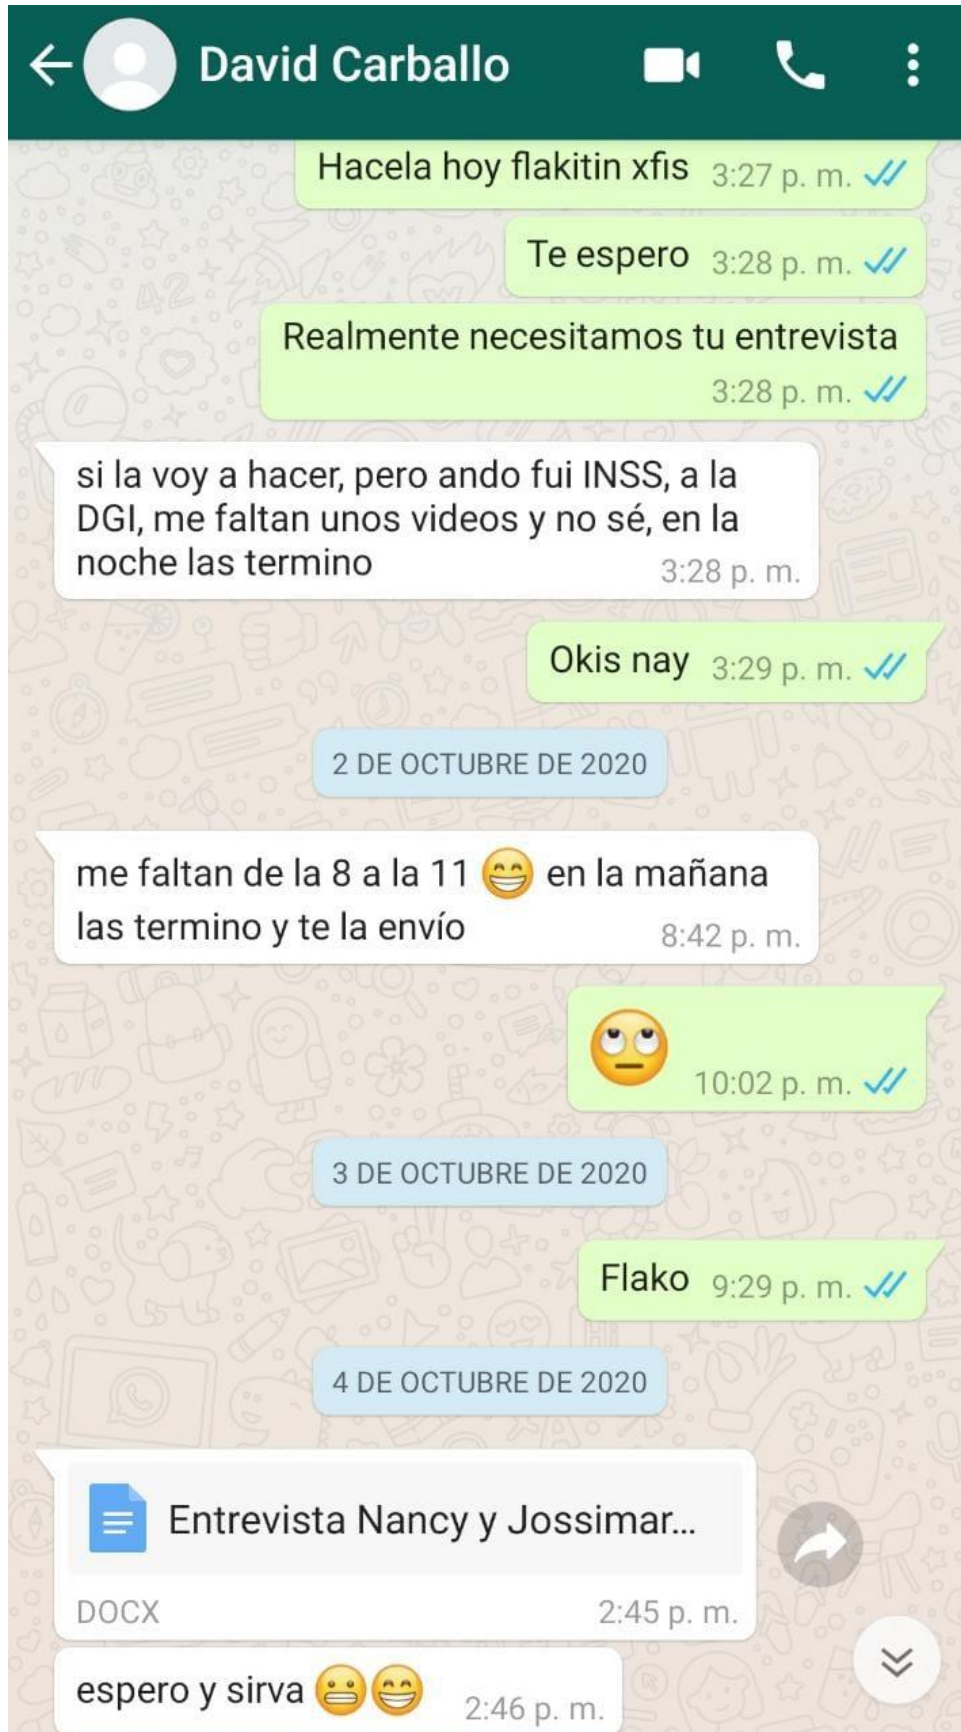 David Carballo
Hacela hoy flakitin xfis 3:27 p. m.
Te espero 3:28 p. m.
Realmente necesitamos tu entrevista
3:28 p. m.
si la voy a hacer, pero ando fui INSS, a la
DGI, me faltan unos videos y no sé, en la
noche las termino 3:28 p. m.
Okis nay 3:29 p. m.
2 DE OCTUBRE DE 2020
me faltan de la 8 a la 11 😁 en la mañana
las termino y te la envío 8:42 p. m.
🙄 10:02 p. m.
3 DE OCTUBRE DE 2020
Flako 9:29 p. m.
4 DE OCTUBRE DE 2020
Entrevista Nancy y Jossimar...
DOCX 2:45 p. m.
espero y sirva 😬😁 2:46 p. m.